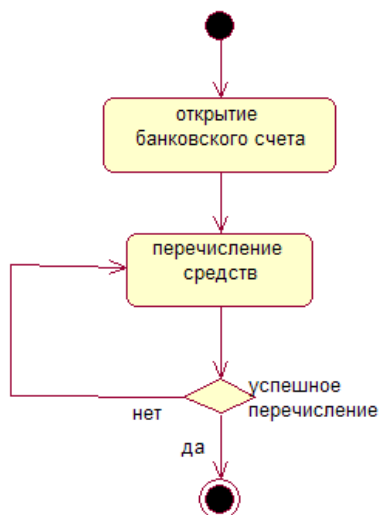 открытие
банковского счета
перечисление
средств
успешное
перечисление
нет
да